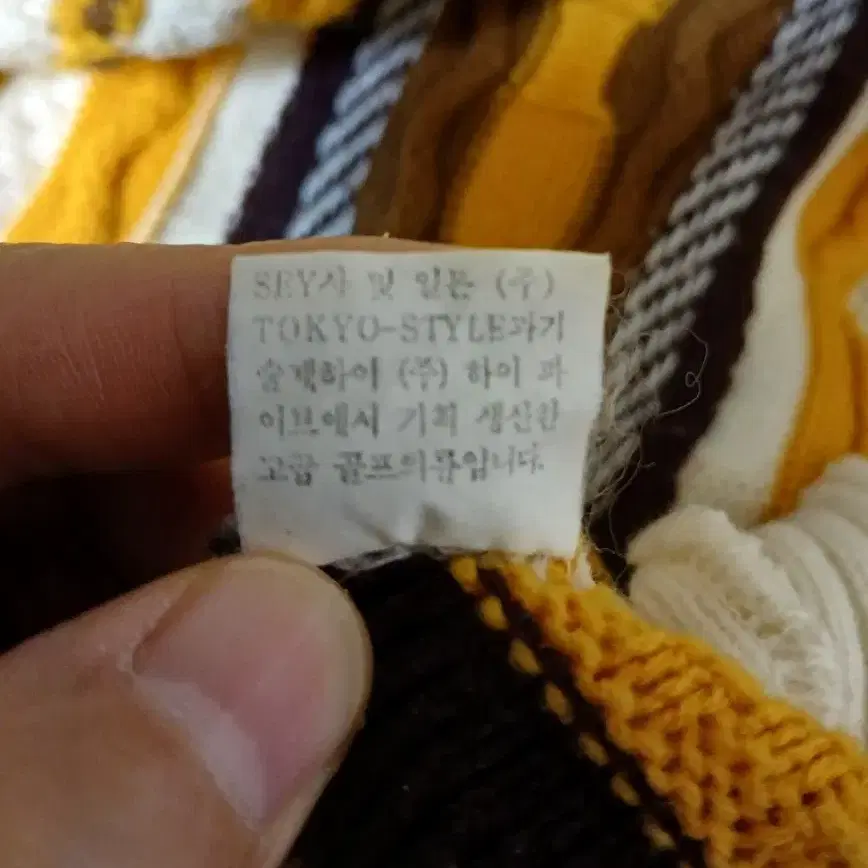 SEY사 및 일본 (주)
TOKYO-STYLE과기
술제하이 (주) 하이 파
이브에서 기획 생산한
고급 골프의류입니다.